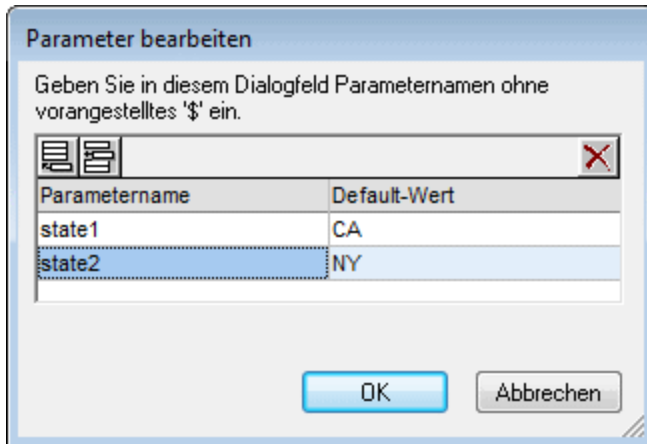 Parameter bearbeiten
Geben Sie in diesem Dialogfeld Parameternamen ohne
vorangestelltes '$' ein.
Parametername Default-Wert
state1 CA
state2 NY
OK Abbrechen